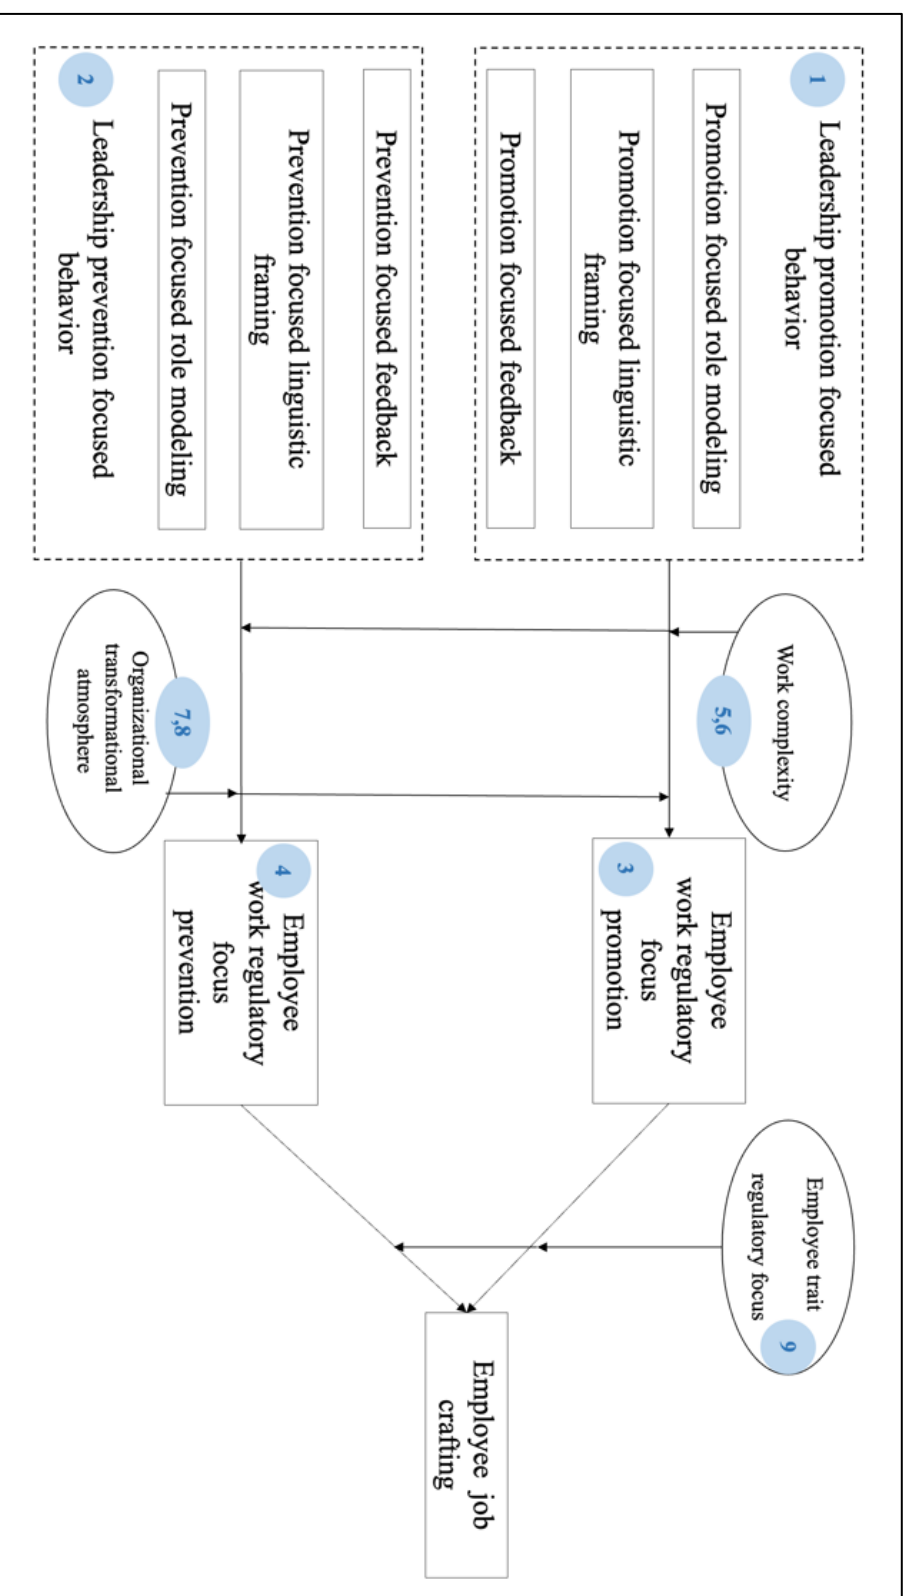 1
Leadership promotion focused
behavior
Promotion focused role modeling
Promotion focused linguistic
framing
Promotion focused feedback
Prevention focused feedback
Prevention focused linguistic
framing
Prevention focused role modeling
2
Leadership prevention focused
behavior
Work complexity
5,6
7,8
Organizational
transformational
atmosphere
Employee
work regulatory
focus
promotion
3
4
Employee
work regulatory
focus
prevention
Employee trait
regulatory focus
9
Employee job
crafting